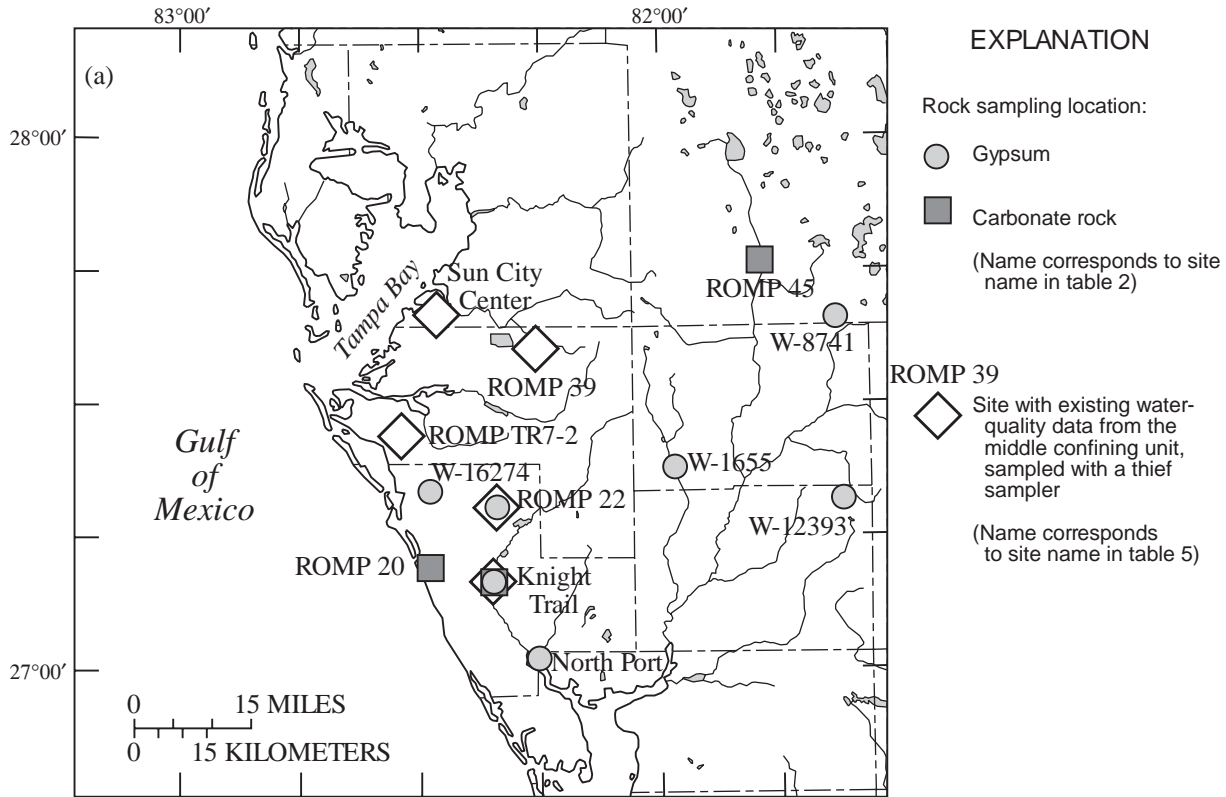 83°00′
82°00′
(a)
28°00′
27°00′
Tampa Bay
Sun City
Center
ROMP 39
ROMP 45
W-8741
ROMP TR7-2
W-16274
ROMP 22
W-1655
W-12393
Gulf
of
Mexico
ROMP 20
Knight
Trail
North Port
0 15 MILES
0 15 KILOMETERS
EXPLANATION
Rock sampling location:
Gypsum
Carbonate rock
(Name corresponds to site
name in table 2)
ROMP 39
Site with existing water-
quality data from the
middle confining unit,
sampled with a thief
sampler
(Name corresponds
to site name in table 5)